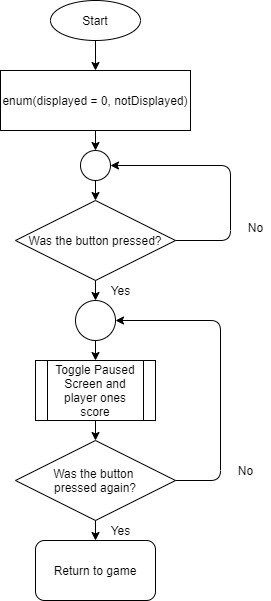 Start
enum(displayed = 0, notDisplayed)
Was the button pressed?
No
Yes
Toggle Paused
Screen and
player ones
score
Was the button
pressed again?
No
Yes
Return to game